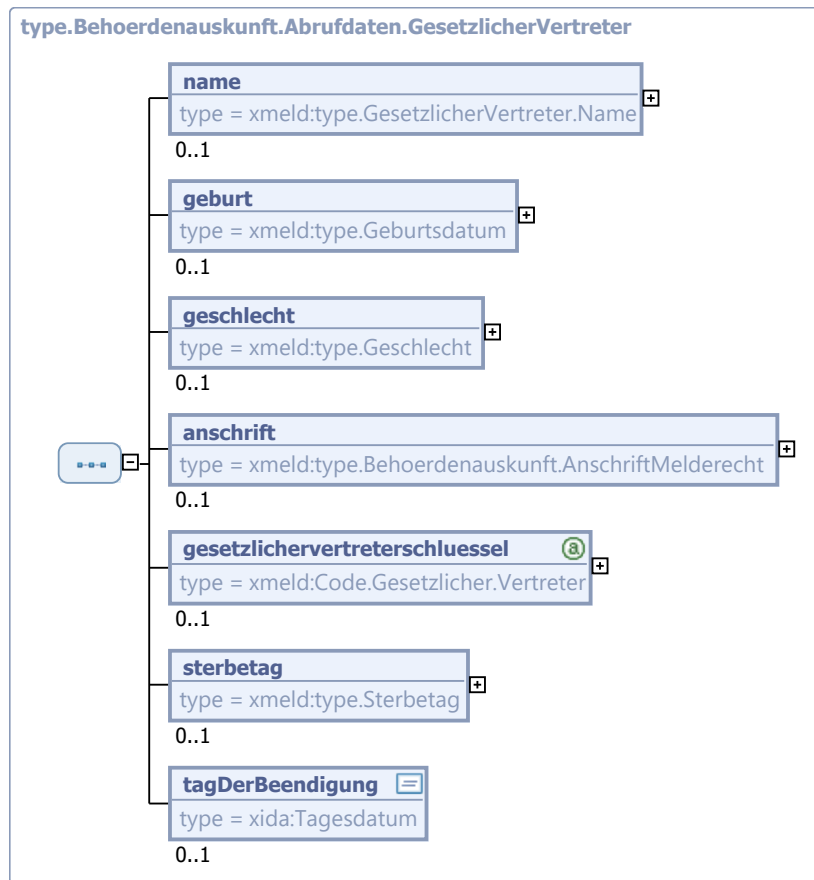 type.Behoerdenauskunft.Abrufdaten.GesetzlicherVertreter
name
type = xmeld:type.GesetzlicherVertreter.Name
0..1
geburt
type = xmeld:type.Geburtsdatum
0..1
geschlecht
type = xmeld:type.Geschlecht
0..1
anschrift
type = xmeld:type.Behoerdenauskunft.AnschriftMelderecht
0..1
gesetzlichervertreterschluessel
type = xmeld:Code.Gesetzlicher.Vertreter
0..1
sterbetag
type = xmeld:type.Sterbetag
0..1
tagDerBeendigung
type = xida:Tagesdatum
0..1